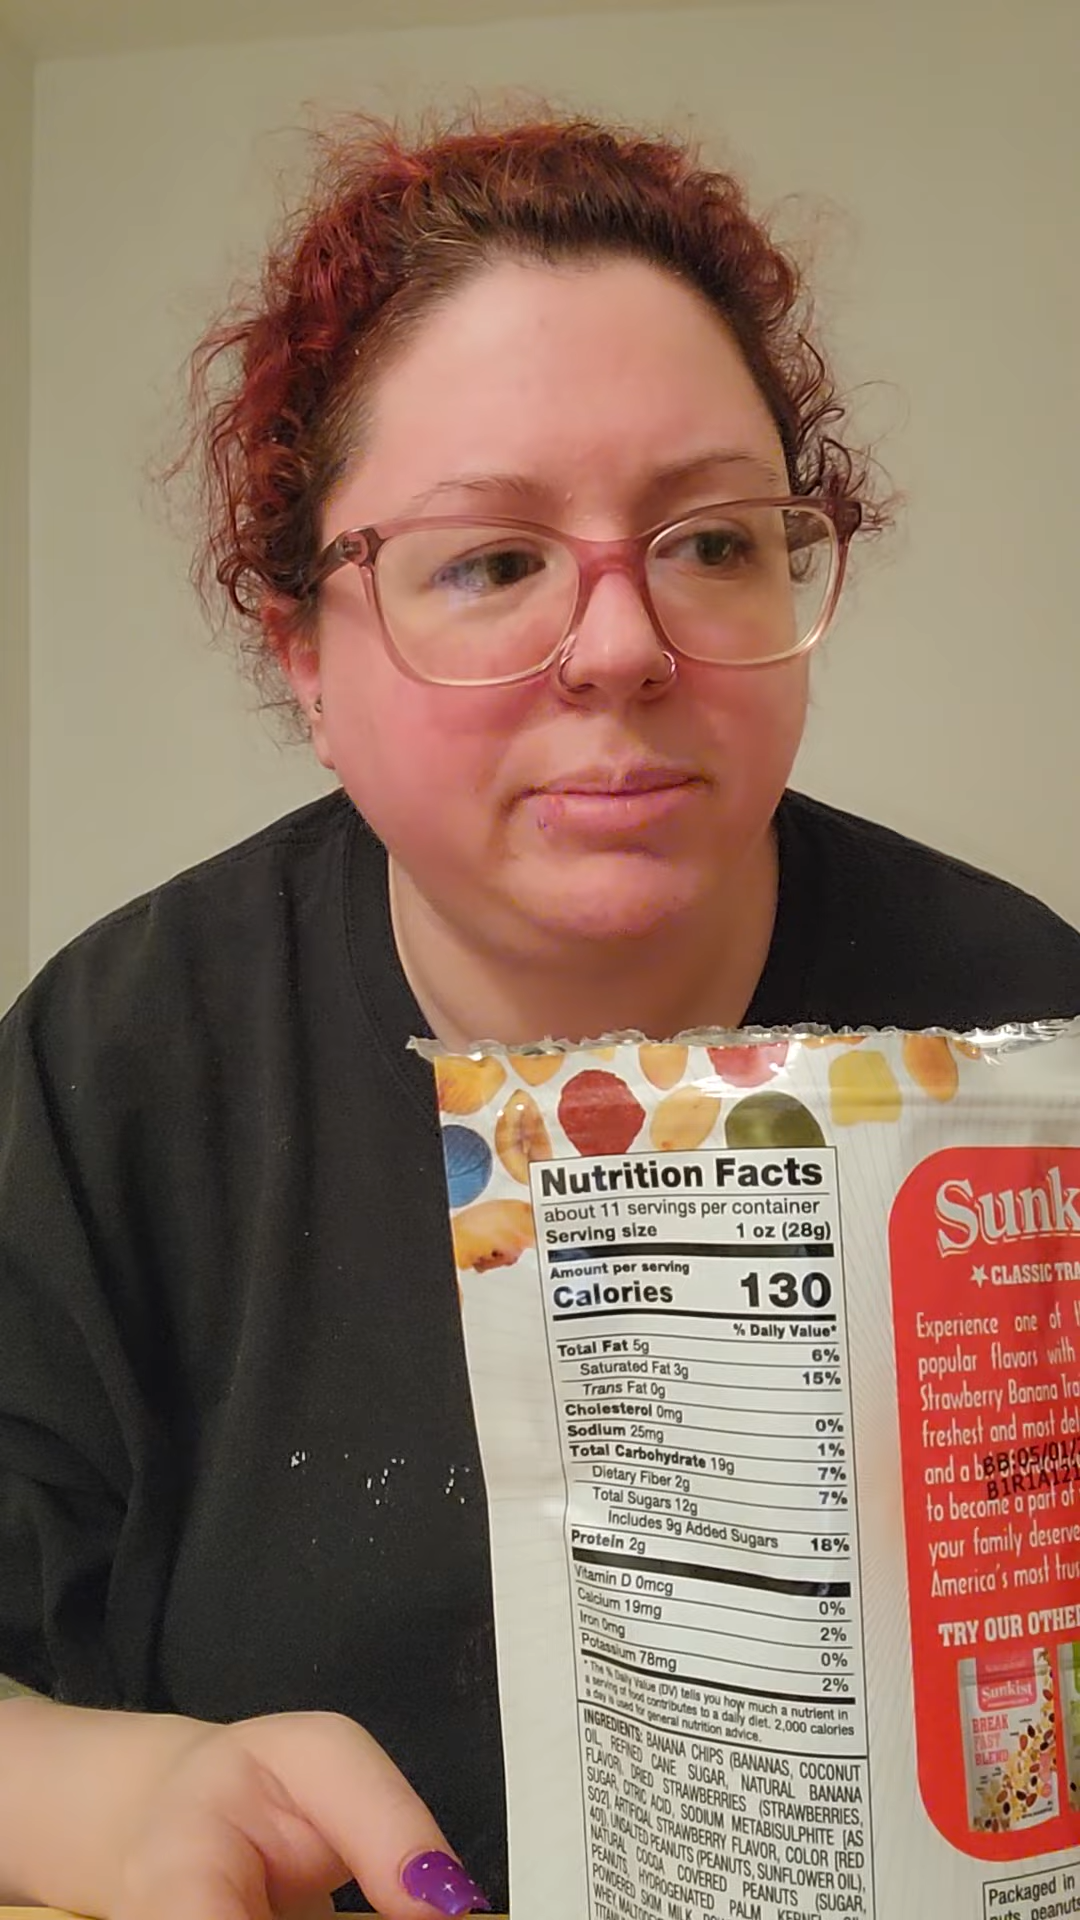 Nutrition Facts
about 11 servings per container
Serving size 1 oz (28g)
Amount per serving
Calories 130
% Daily Value*
Total Fat 5g 6%
Saturated Fat 3g 15%
Trans Fat 0g
Cholesterol 0mg 0%
Sodium 25mg 1%
Total Carbohydrate 19g 7%
Dietary Fiber 2g 7%
Total Sugars 12g
Includes 9g Added Sugars 18%
Protein 2g
Vitamin D 0mcg 0%
Calcium 19mg 2%
Iron 0mg 0%
Potassium 78mg 2%
* The % Daily Value (DV) tells you how much a nutrient in
a serving of food contributes to a daily diet. 2,000 calories
a day is used for general nutrition advice.
INGREDIENTS: BANANA CHIPS (BANANAS, COCONUT
OIL, REFINED CANE SUGAR, NATURAL BANANA
FLAVOR), DRIED STRAWBERRIES (STRAWBERRIES,
SUGAR, CITRIC ACID, SODIUM METABISULPHITE [AS
SO2], ARTIFICIAL STRAWBERRY FLAVOR, COLOR [RED
40]), UNSALTED PEANUTS (PEANUTS, SUNFLOWER OIL),
NATURAL COCOA COVERED PEANUTS (SUGAR,
PEANUTS, HYDROGENATED PALM KERNEL
POWDERED SKIM MILK,
WHEY
Sunk
CLASSIC TRA
Experience one of
popular flavors with
Strawberry Banana Tra
freshest and most del
and a b
BB:05/01/
B1R1A121
to become a part of
your family deserve
America's most trus
TRY OUR OTHE
Sunkist
BREAK
FAST
BLEND
Packaged in
nuts, peanuts